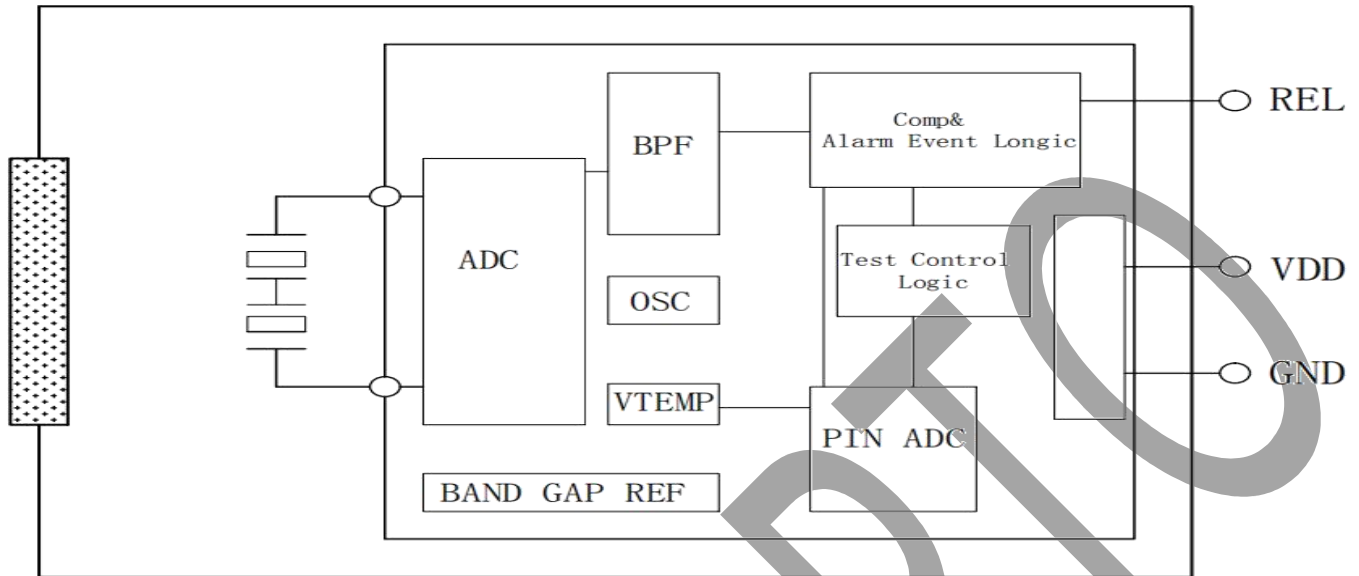 REL
Comp&
Alarm Event Longic
BPF
ADC
Test Control
Logic
VDD
OSC
GND
VTEMP
PIN ADC
BAND GAP REF